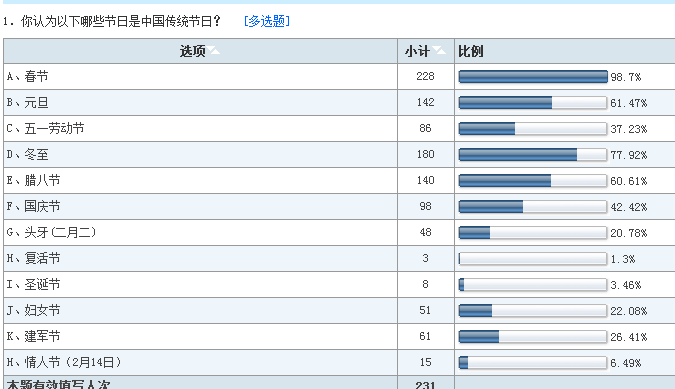 1．你认为以下哪些节日是中国传统节日？ [多选题]
选项 小计 比例
A、春节 228 98.7%
B、元旦 142 61.47%
C、五一劳动节 86 37.23%
D、冬至 180 77.92%
E、腊八节 140 60.61%
F、国庆节 98 42.42%
G、头牙(二月二） 48 20.78%
H、复活节 3 1.3%
I、圣诞节 8 3.46%
J、妇女节 51 22.08%
K、建军节 61 26.41%
H、情人节（2月14日） 15 6.49%
本题有效填写人次 231